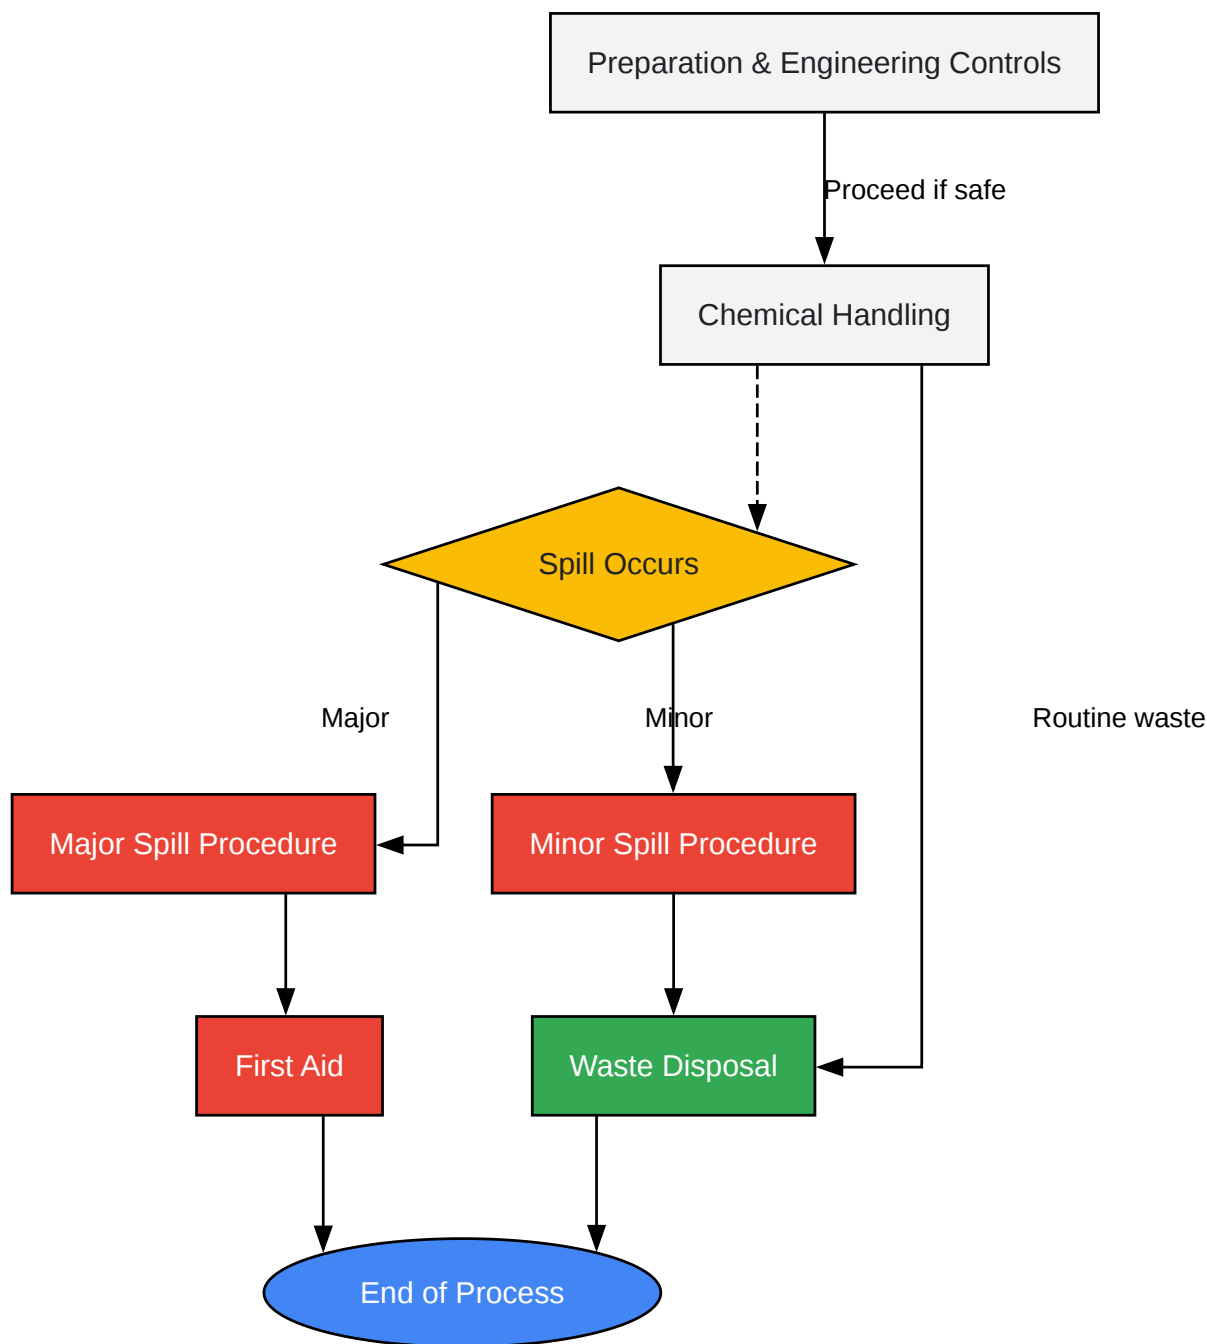 Preparation & Engineering Controls
Proceed if safe
Chemical Handling
Spill Occurs
Major
Minor
Routine waste
Major Spill Procedure
Minor Spill Procedure
First Aid
Waste Disposal
End of Process